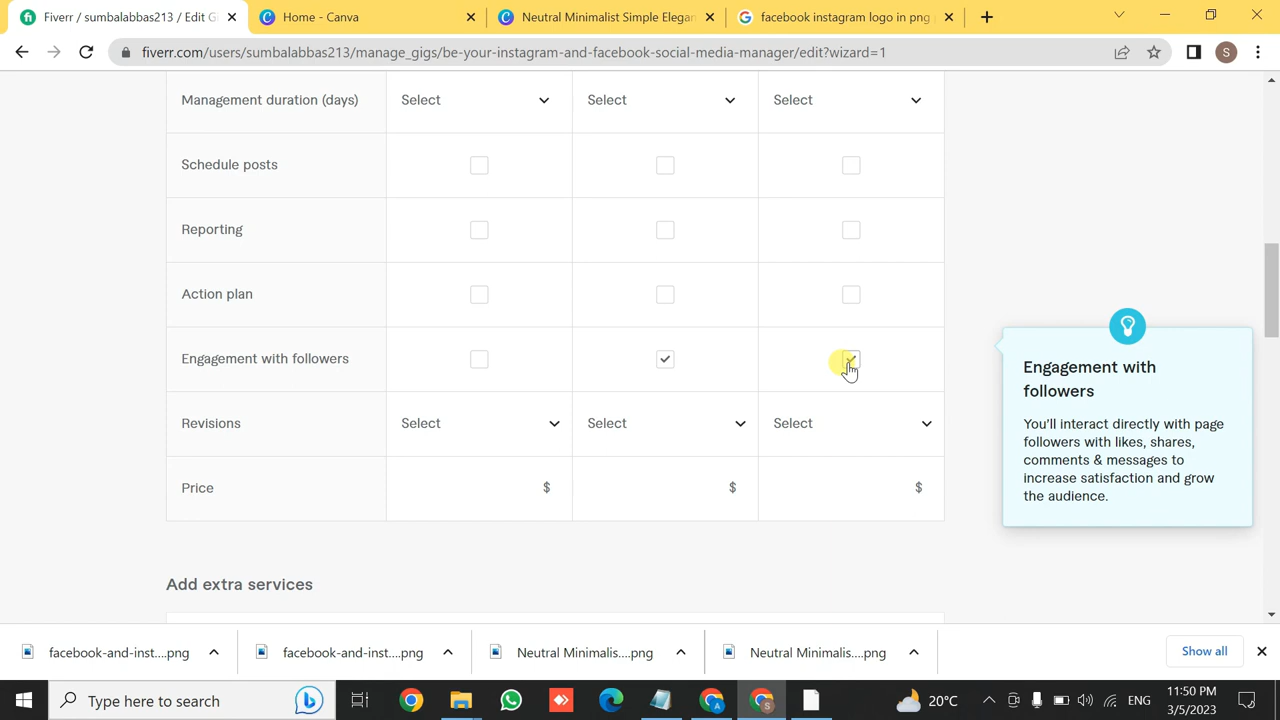 Fiverr / sumbalabbas213 / Edit G
Home - Canva
Neutral Minimalist Simple Elegan
facebook instagram logo in png
fiverr.com/users/sumbalabbas213/manage_gigs/be-your-instagram-and-facebook-social-media-manager/edit?wizard=1
S
Management duration (days)
Select
Select
Select
Schedule posts
Reporting
Action plan
Engagement with followers
Revisions
Select
Select
Select
Price
$
$
$
Engagement with
followers
You'll interact directly with page
followers with likes, shares,
comments & messages to
increase satisfaction and grow
the audience.
Add extra services
facebook-and-inst....png
facebook-and-inst....png
Neutral Minimalis....png
Neutral Minimalis....png
Show all
Type here to search
20°C
ENG
11:50 PM
3/5/2023